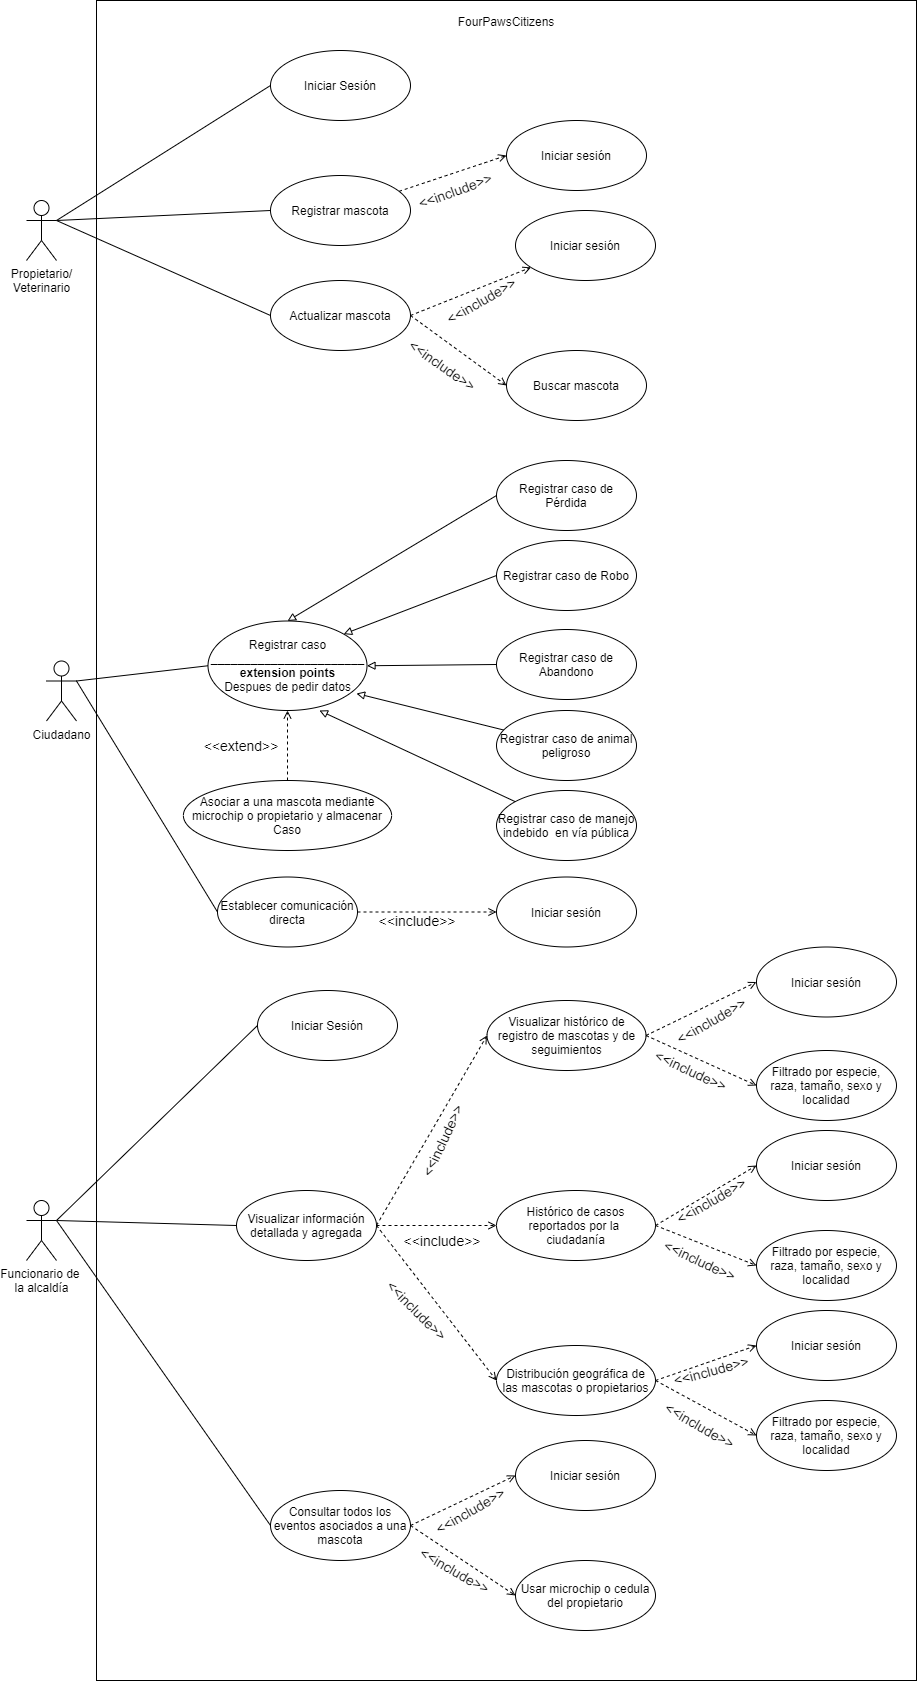 FourPawsCitizens
Iniciar Sesión
Iniciar sesión
<<include>>
Registrar mascota
Iniciar sesión
Propietario/
Veterinario
<<include>>
Actualizar mascota
<<include>>
Buscar mascota
Registrar caso de
Pérdida
Registrar caso de Robo
Registrar caso
extension points
Despues de pedir datos
Registrar caso de
Abandono
Ciudadano
Registrar caso de animal
peligroso
<<extend>>
Asociar a una mascota mediante
microchip o propietario y almacenar
Caso
Registrar caso de manejo
indebido en vía pública
Establecer comunicación
directa
<<include>>
Iniciar sesión
Iniciar Sesión
Visualizar histórico de
registro de mascotas y de
seguimientos
Iniciar sesión
<<include>>
<<include>>
Filtrado por especie,
raza, tamaño, sexo y
localidad
<<include>>
Visualizar información
detallada y agregada
<<include>>
Histórico de casos
reportados por la
ciudadanía
Iniciar sesión
<<include>>
<<include>>
Filtrado por especie,
raza, tamaño, sexo y
localidad
Funcionario de
la alcaldía
<<include>>
Distribución geográfica de
las mascotas o propietarios
Iniciar sesión
<<include>>
<<include>>
Filtrado por especie,
raza, tamaño, sexo y
localidad
Consultar todos los
eventos asociados a una
mascota
<<include>>
Iniciar sesión
<<include>>
Usar microchip o cedula
del propietario